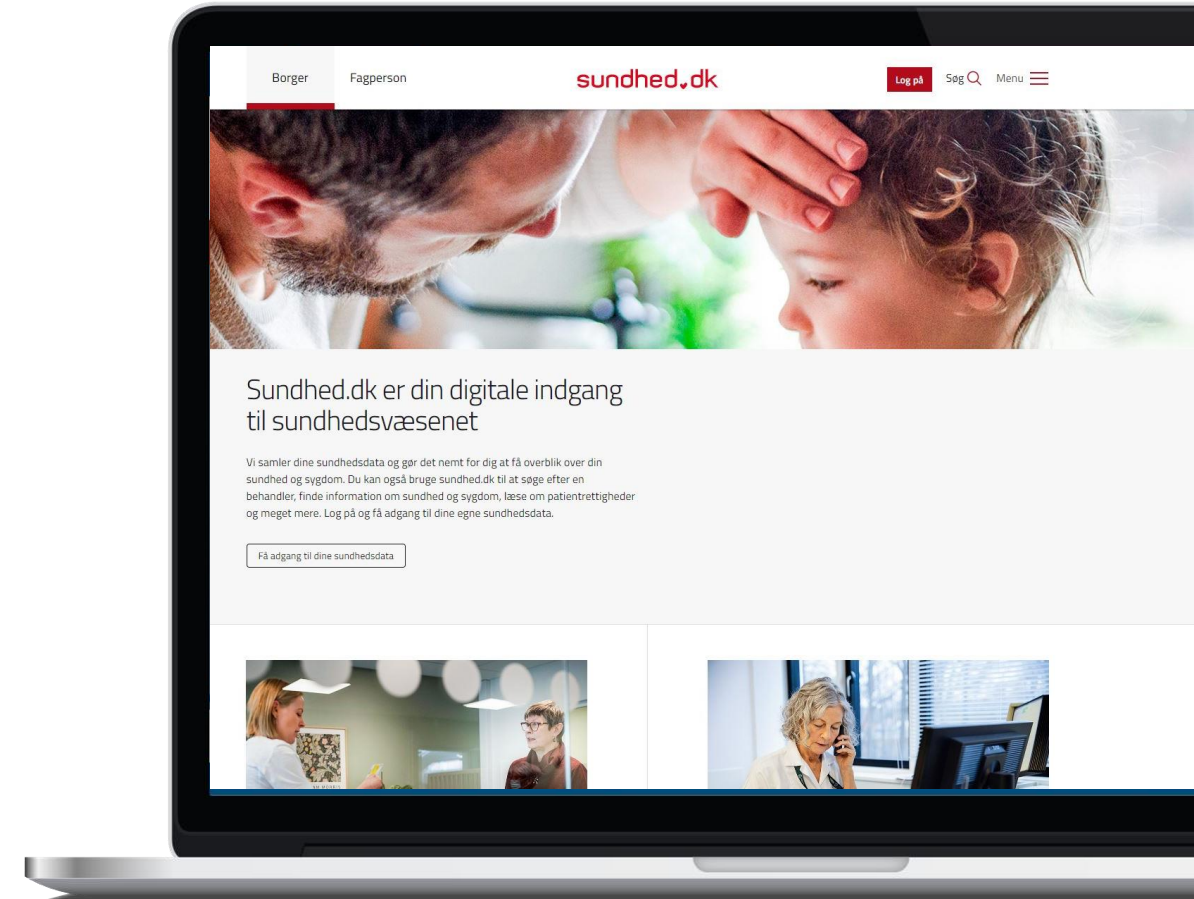 Borger
Fagperson
sundhed.dk
Log på
Søg
Menu
Sundhed.dk er din digitale indgang
til sundhedsvæsenet
Vi samler dine sundhedsdata og gør det nemt for dig at få overblik over din
sundhed og sygdom. Du kan også bruge sundhed.dk til at søge efter en
behandler, finde information om sundhed og sygdom, læse om patientrettigheder
og meget mere. Log på og få adgang til dine egne sundhedsdata.
Få adgang til dine sundhedsdata